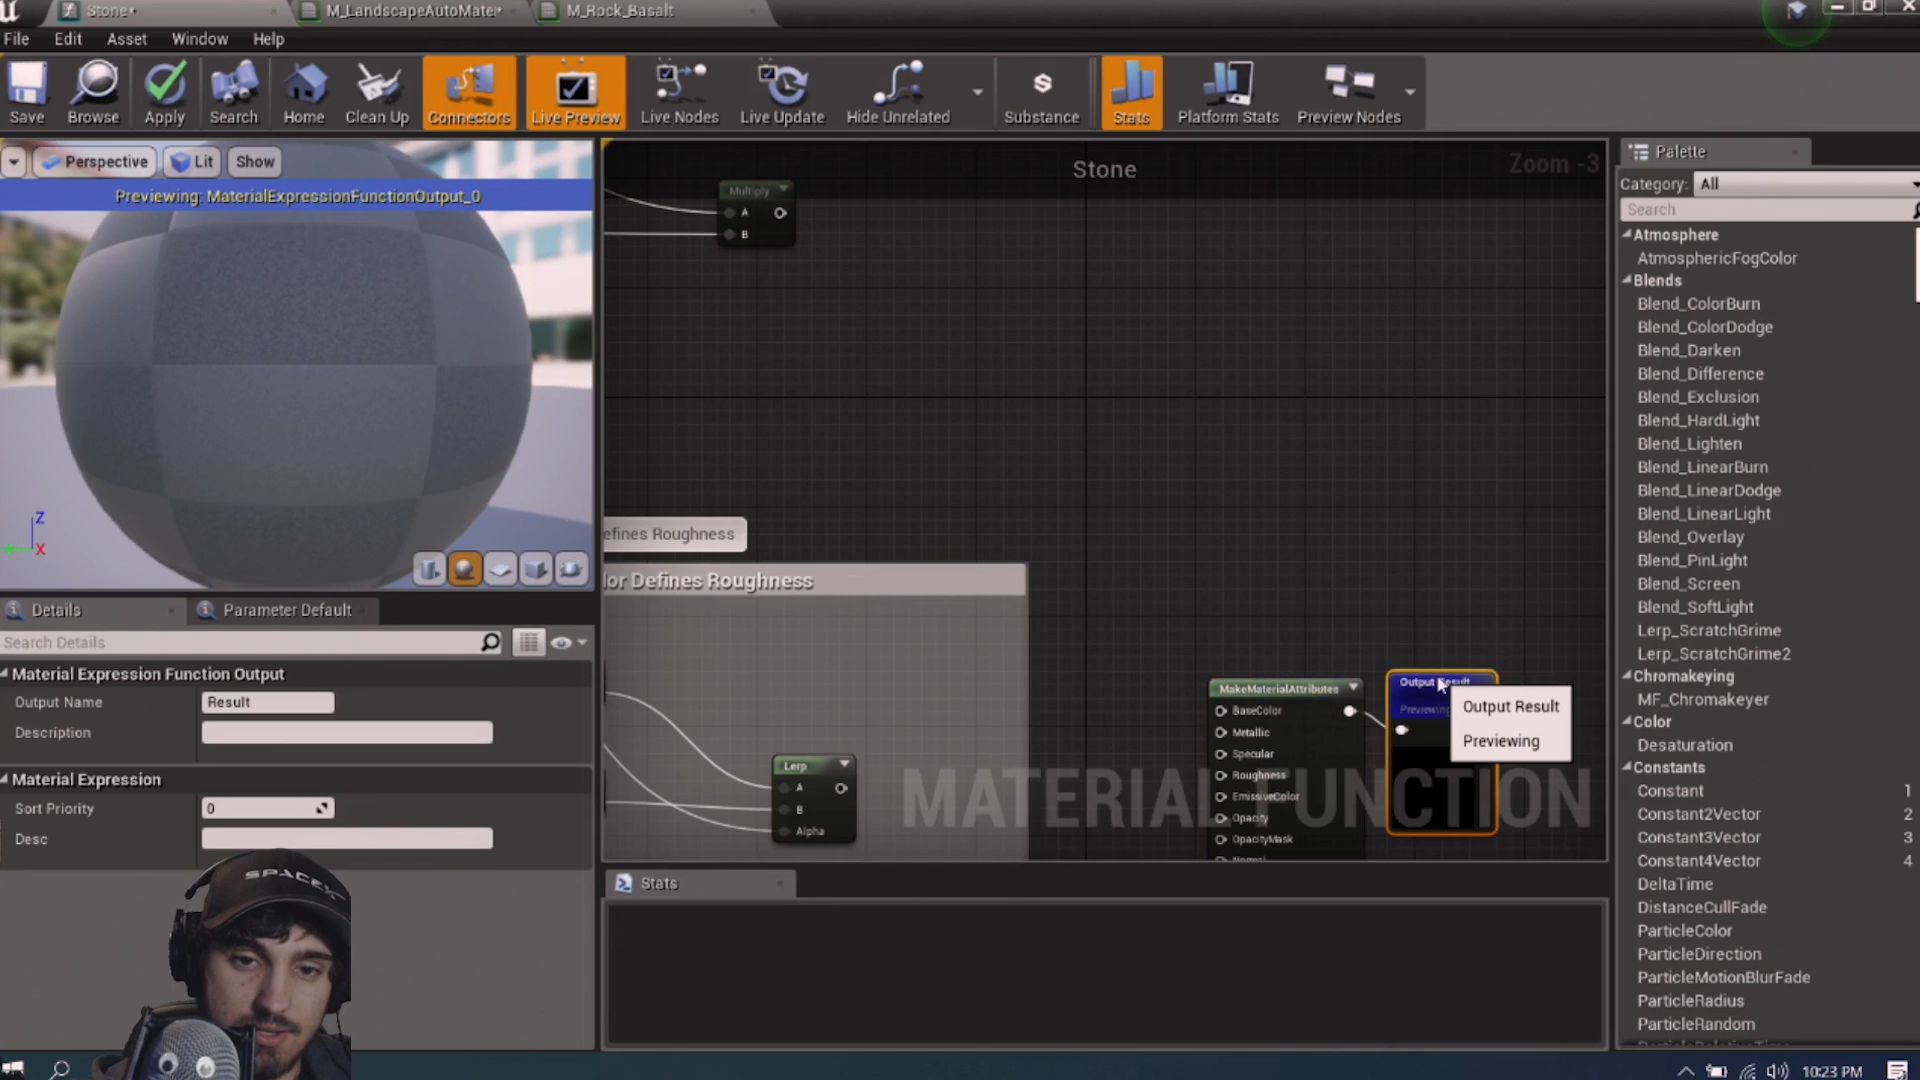 Stone*
M_LandscapeAutoMater*
M_Rock_Basalt
File Edit Asset Window Help
Save Browse Apply Search Home Clean Up Connectors Live Preview Live Nodes Live Update Hide Unrelated Substance Stats Platform Stats Preview Nodes
Perspective Lit Show
Previewing: MaterialExpressionFunctionOutput_0
Z
X
Details
Parameter Default
Search Details
Material Expression Function Output
Output Name Result
Description
Material Expression
Sort Priority 0
Desc
SPACEX
Stone
Zoom -3
Multiply
A
B
efines Roughness
lor Defines Roughness
Lerp
A
B
Alpha
MakeMaterialAttributes
BaseColor
Metallic
Specular
Roughness
EmissiveColor
Opacity
OpacityMask
Normal
Output Result
Previewing
Output Result
Previewing
MATERIAL FUNCTION
Stats
Palette
Category: All
Search
Atmosphere
AtmosphericFogColor
Blends
Blend_ColorBurn
Blend_ColorDodge
Blend_Darken
Blend_Difference
Blend_Exclusion
Blend_HardLight
Blend_Lighten
Blend_LinearBurn
Blend_LinearDodge
Blend_LinearLight
Blend_Overlay
Blend_PinLight
Blend_Screen
Blend_SoftLight
Lerp_ScratchGrime
Lerp_ScratchGrime2
Chromakeying
MF_Chromakeyer
Color
Desaturation
Constants
Constant 1
Constant2Vector 2
Constant3Vector 3
Constant4Vector 4
DeltaTime
DistanceCullFade
ParticleColor
ParticleDirection
ParticleMotionBlurFade
ParticleRadius
ParticleRandom
10:23 PM